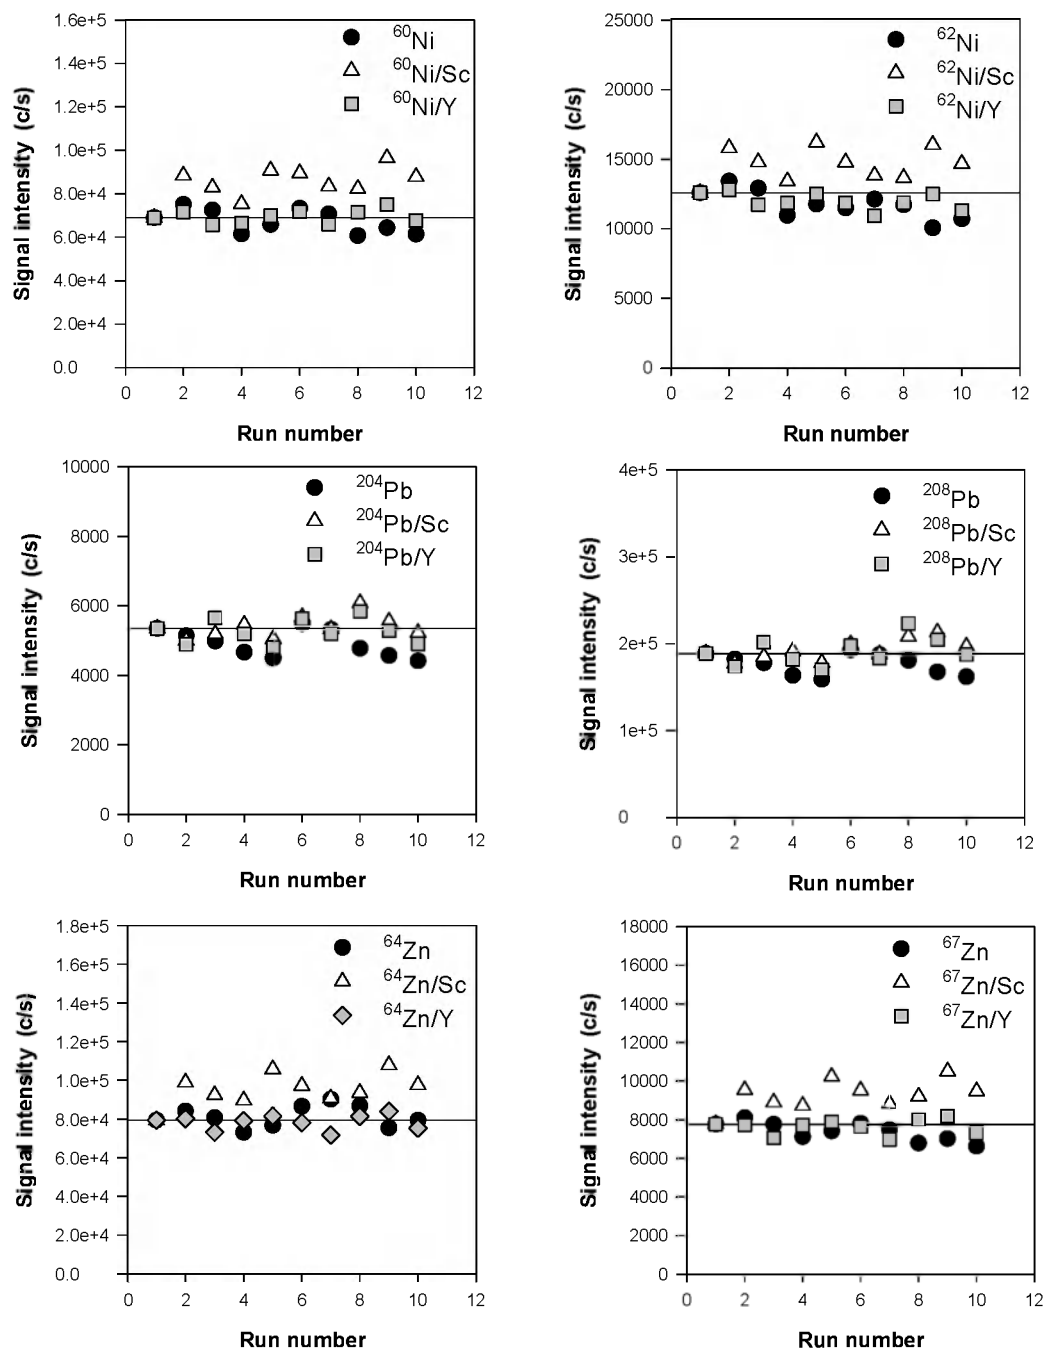 Signal intensity (c/s)
1.6e+5
1.4e+5
1.2e+5
1.0e+5
8.0e+4
6.0e+4
4.0e+4
2.0e+4
0.0
⁶⁰Ni
⁶⁰Ni/Sc
⁶⁰Ni/Y
0 2 4 6 8 10 12
Run number
Signal intensity (c/s)
25000
20000
15000
10000
5000
0
⁶²Ni
⁶²Ni/Sc
⁶²Ni/Y
0 2 4 6 8 10 12
Run number
Signal intensity (c/s)
10000
8000
6000
4000
2000
0
²⁰⁴Pb
²⁰⁴Pb/Sc
²⁰⁴Pb/Y
0 2 4 6 8 10 12
Run number
Signal intensity (c/s)
4e+5
3e+5
2e+5
1e+5
0
²⁰⁸Pb
²⁰⁸Pb/Sc
²⁰⁸Pb/Y
0 2 4 6 8 10 12
Run number
Signal intensity (c/s)
1.8e+5
1.6e+5
1.4e+5
1.2e+5
1.0e+5
8.0e+4
6.0e+4
4.0e+4
2.0e+4
0.0
⁶⁴Zn
⁶⁴Zn/Sc
⁶⁴Zn/Y
0 2 4 6 8 10 12
Run number
Signal intensity (c/s)
18000
16000
14000
12000
10000
8000
6000
4000
2000
0
⁶⁷Zn
⁶⁷Zn/Sc
⁶⁷Zn/Y
0 2 4 6 8 10 12
Run number